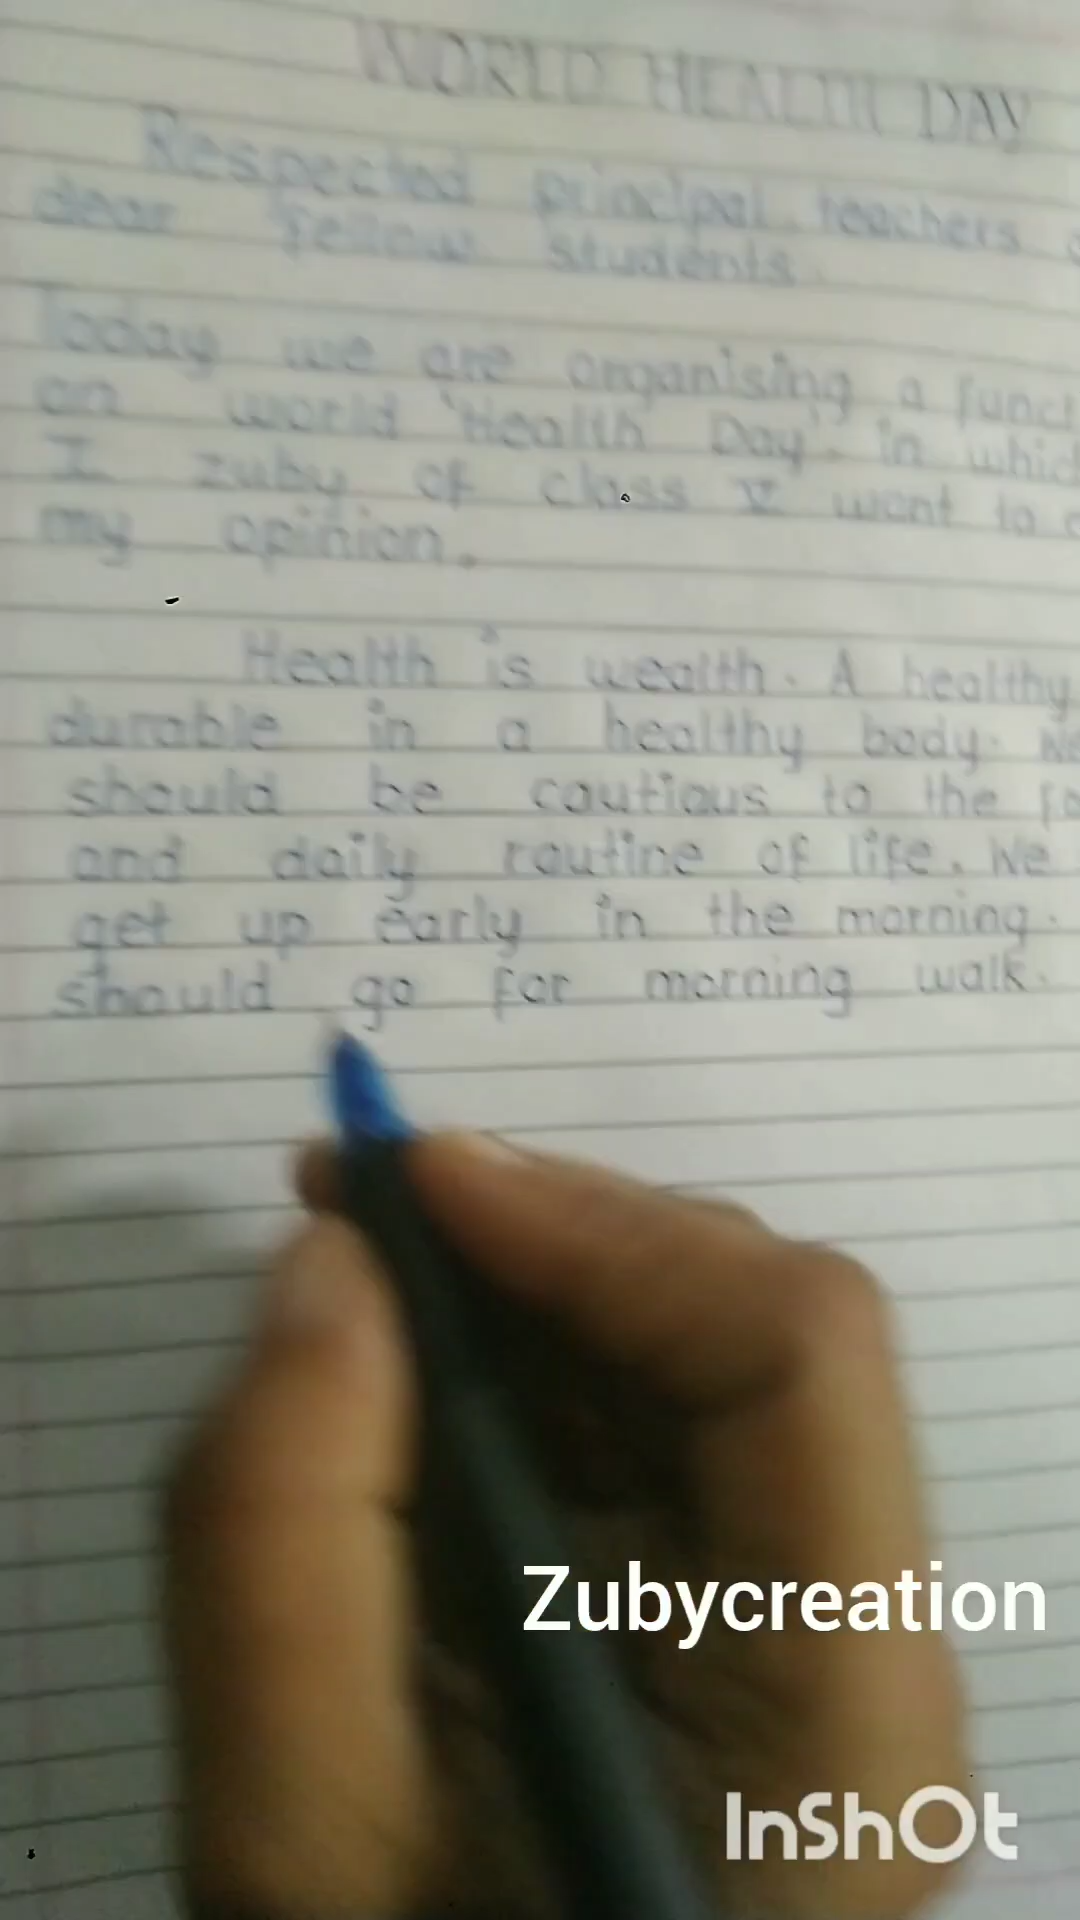 WORLD HEALTH DAY
Respected principal, teachers
dear fellow students.
Today we are organising a
on world 'Health Day'. in
I zuby of class V want to
my opinion.
Health is wealth. A healthy
durable in a healthy body.
should be cautious to the
and daily routine of life. We
get up early in the morning.
should go for morning walk.
Zubycreation
InShOt